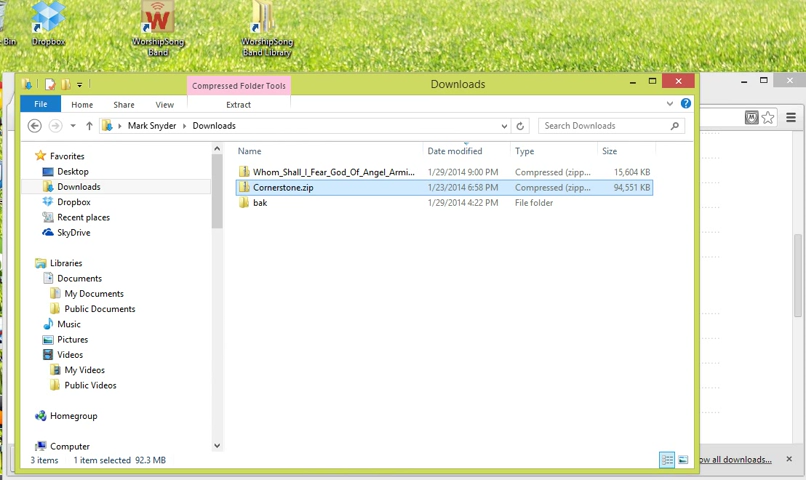 Bin
Dropbox
WorshipSong
Band
WorshipSong
Band Library
Compressed Folder Tools
Downloads
File
Home
Share
View
Extract
Mark Snyder
Downloads
Search Downloads
Favorites
Desktop
Downloads
Dropbox
Recent places
SkyDrive
Libraries
Documents
My Documents
Public Documents
Music
Pictures
Videos
My Videos
Public Videos
Homegroup
Computer
Name
Date modified
Type
Size
Whom_Shall_I_Fear_God_Of_Angel_Armi...
1/29/2014 9:00 PM
Compressed (zipp...
15,604 KB
Cornerstone.zip
1/23/2014 6:58 PM
Compressed (zipp...
94,551 KB
bak
1/29/2014 4:22 PM
File folder
3 items
1 item selected 92.3 MB
ow all downloads...